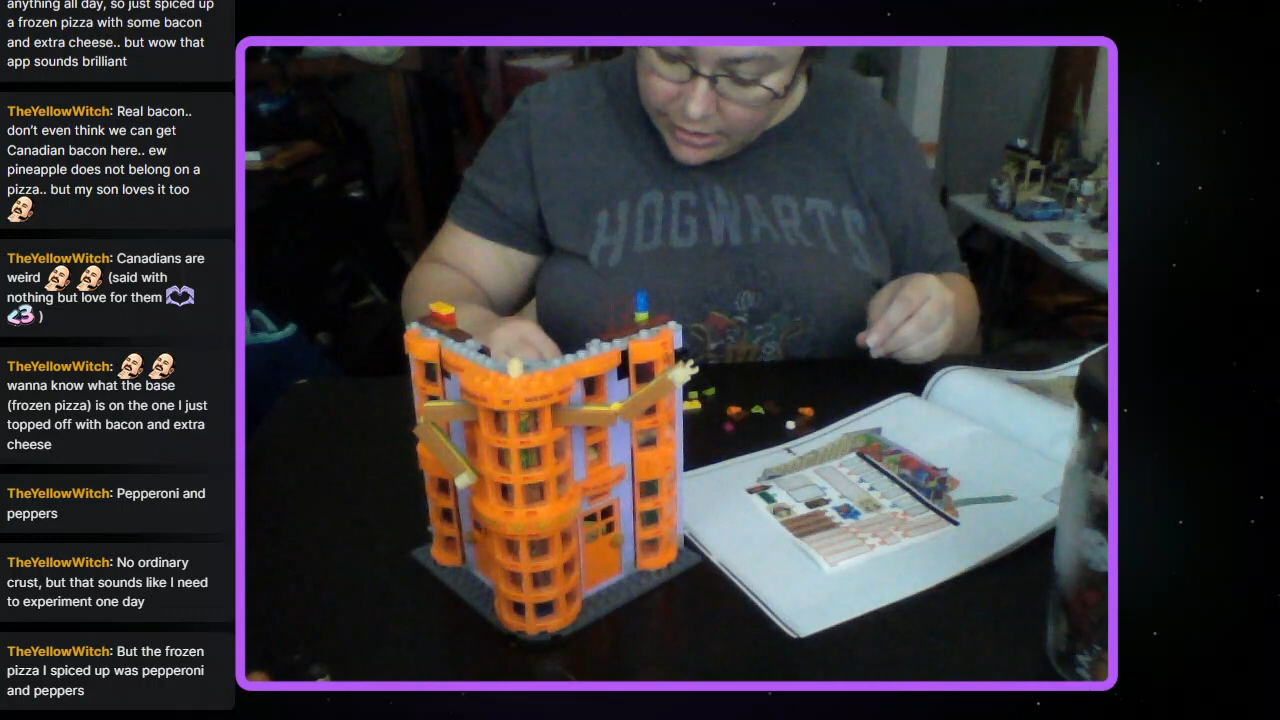 anything all day, so just spiced up
a frozen pizza with some bacon
and extra cheese.. but wow that
app sounds brilliant
TheYellowWitch: Real bacon..
don't even think we can get
Canadian bacon here.. ew
pineapple does not belong on a
pizza.. but my son loves it too
TheYellowWitch: Canadians are
weird (said with
nothing but love for them
<3 )
TheYellowWitch:
wanna know what the base
(frozen pizza) is on the one I just
topped off with bacon and extra
cheese
TheYellowWitch: Pepperoni and
peppers
TheYellowWitch: No ordinary
crust, but that sounds like I need
to experiment one day
TheYellowWitch: But the frozen
pizza I spiced up was pepperoni
and peppers
HOGWARTS